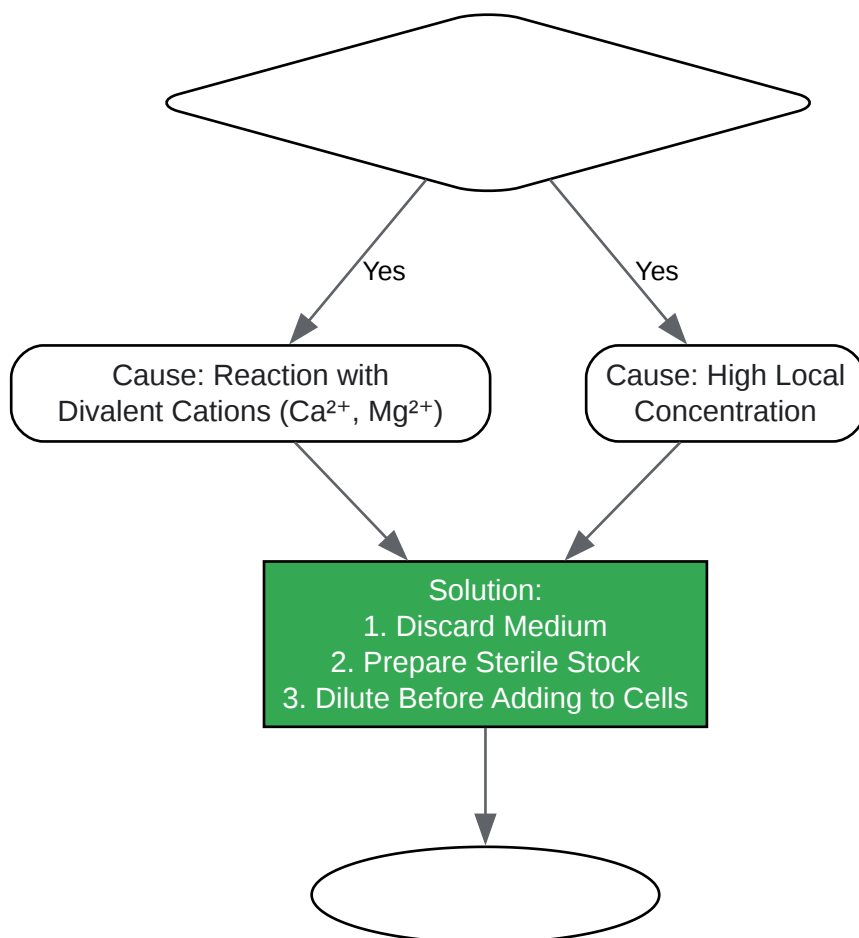 Yes
Yes
Cause: Reaction with
Divalent Cations (Ca²⁺, Mg²⁺)
Cause: High Local
Concentration
Solution:
1. Discard Medium
2. Prepare Sterile Stock
3. Dilute Before Adding to Cells